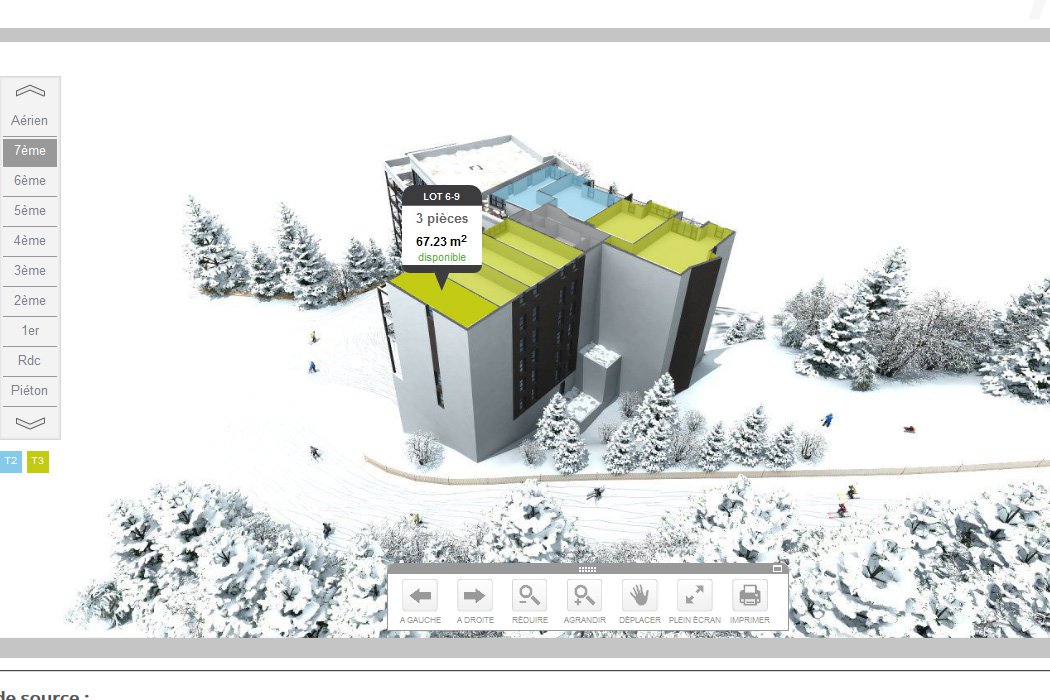 Aérien
7ème
6ème
5ème
4ème
3ème
2ème
1er
Rdc
Piéton
T2 T3
LOT 6-9
3 pièces
67.23 m²
disponible
A GAUCHE A DROITE RÉDUIRE AGRANDIR DÉPLACER PLEIN ÉCRAN IMPRIMER
de source :